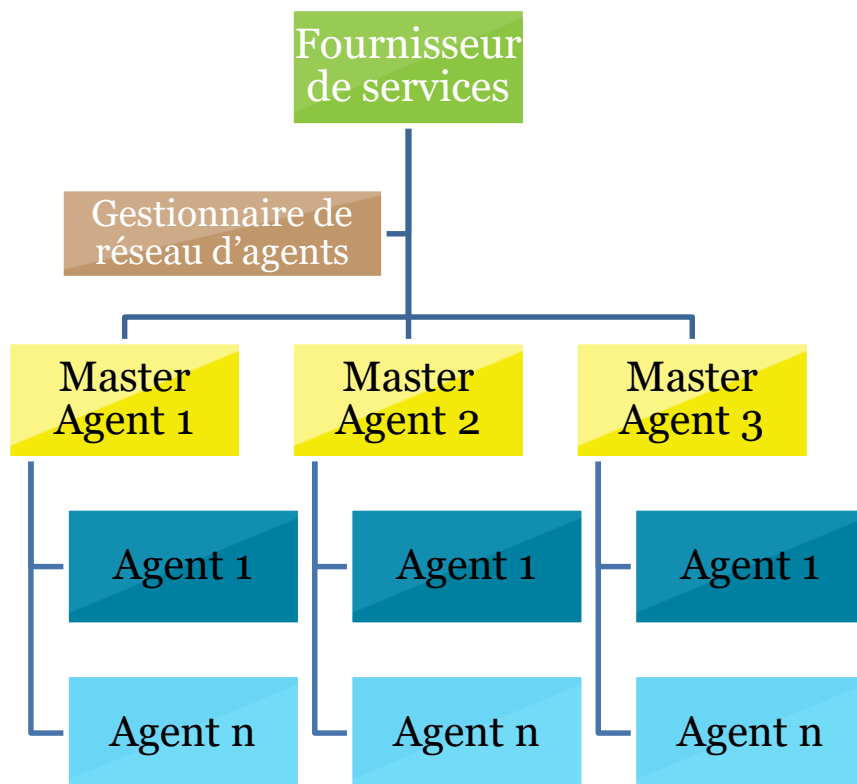 Fournisseur
de services
Gestionnaire de
réseau d’agents
Master
Agent 1
Master
Agent 2
Master
Agent 3
Agent 1
Agent 1
Agent 1
Agent n
Agent n
Agent n